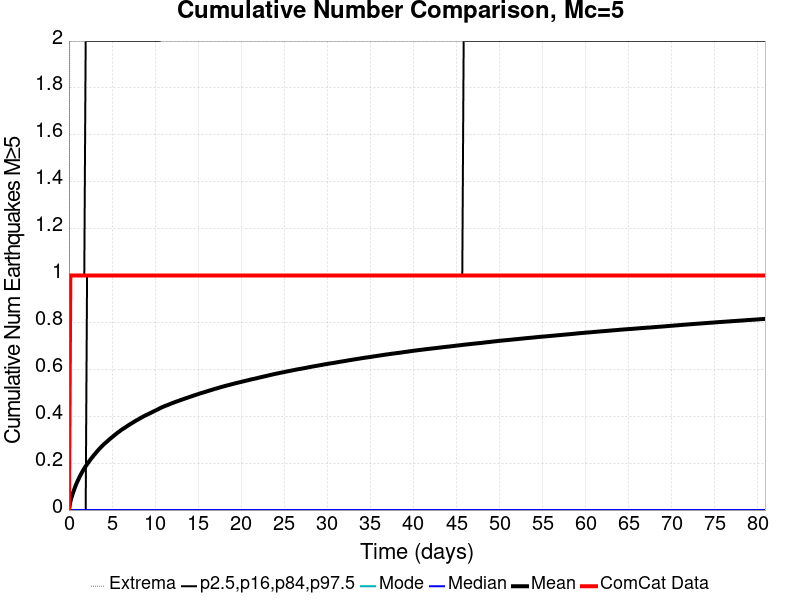 Cumulative Number Comparison, Mc=5
Cumulative Num Earthquakes M≥5
2
1.8
1.6
1.4
1.2
1
0.8
0.6
0.4
0.2
0
0 5 10 15 20 25 30 35 40 45 50 55 60 65 70 75 80
Time (days)
Extrema p2.5,p16,p84,p97.5 Mode Median Mean ComCat Data